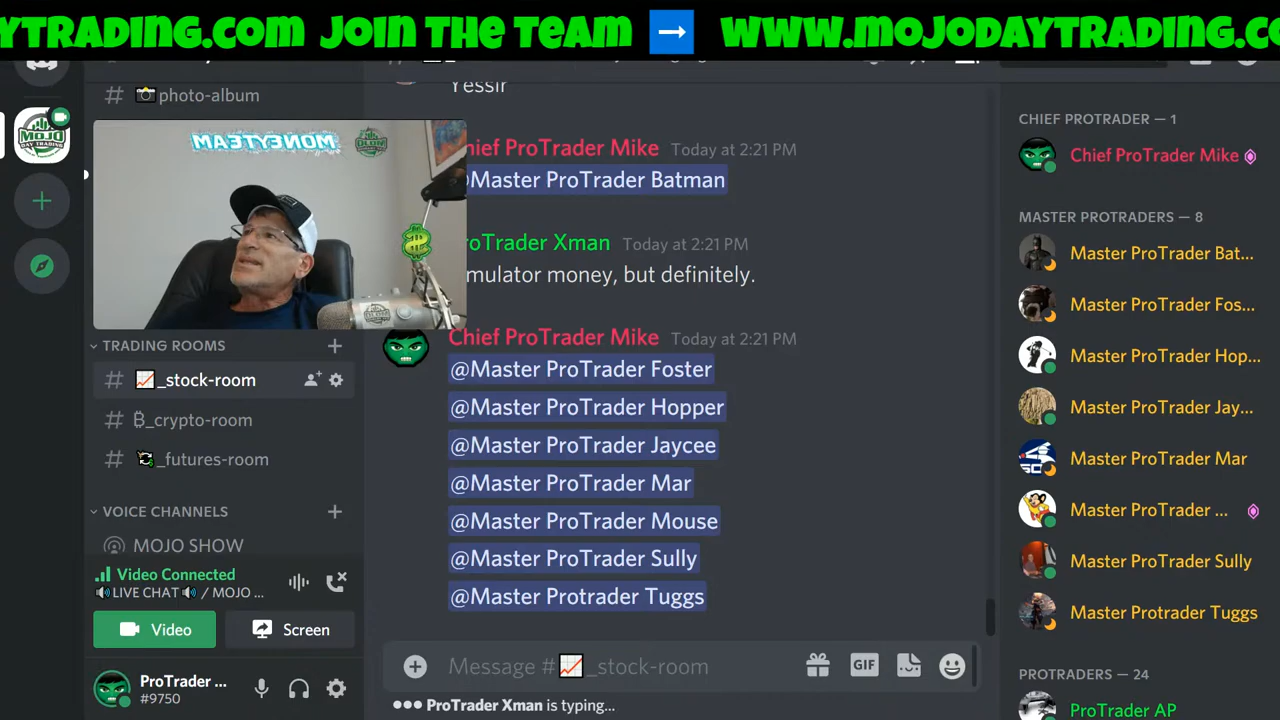 YTRADING.COM JOIN THE TEAM ➡ WWW.MOJODAYTRADING.CO
photo-album
MOJO
DAY TRADING
MONEYTEAM
TRADING ROOMS
_stock-room
_crypto-room
_futures-room
VOICE CHANNELS
MOJO SHOW
Video Connected
LIVE CHAT / MOJO ...
Video
Screen
ProTrader ...
#9750
Yessir
hief ProTrader Mike Today at 2:21 PM
@Master ProTrader Batman
roTrader Xman Today at 2:21 PM
mulator money, but definitely.
Chief ProTrader Mike Today at 2:21 PM
@Master ProTrader Foster
@Master ProTrader Hopper
@Master ProTrader Jaycee
@Master ProTrader Mar
@Master ProTrader Mouse
@Master ProTrader Sully
@Master Protrader Tuggs
Message # _stock-room
GIF
ProTrader Xman is typing...
CHIEF PROTRADER — 1
Chief ProTrader Mike
MASTER PROTRADERS — 8
Master ProTrader Bat...
Master ProTrader Fos...
Master ProTrader Hop...
Master ProTrader Jay...
Master ProTrader Mar
Master ProTrader ...
Master ProTrader Sully
Master Protrader Tuggs
PROTRADERS — 24
ProTrader AP